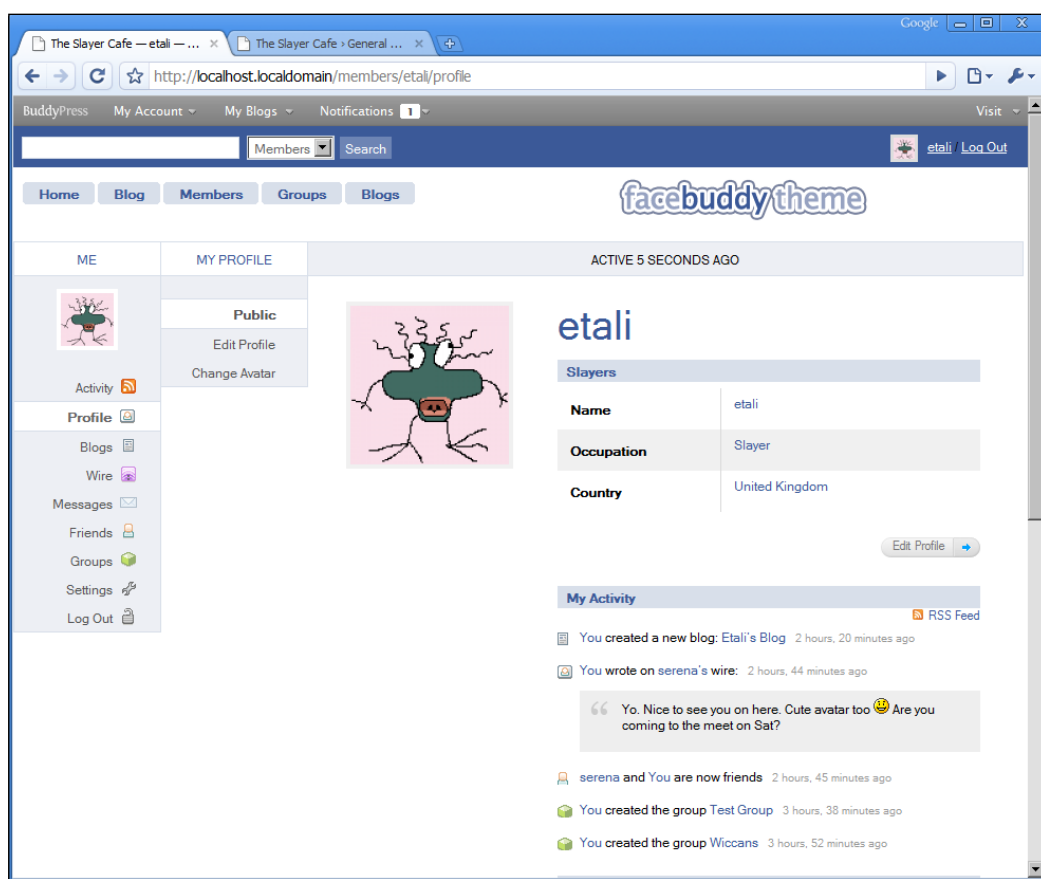 Google
The Slayer Cafe — etali — ...
The Slayer Cafe › General ...
http://localhost.localdomain/members/etali/profile
BuddyPress My Account My Blogs Notifications 1 Visit
Members Search etali / Log Out
Home Blog Members Groups Blogs
facebuddy theme
ME MY PROFILE ACTIVE 5 SECONDS AGO
Public
Edit Profile
Change Avatar
Activity
Profile
Blogs
Wire
Messages
Friends
Groups
Settings
Log Out
etali
Slayers
Name etali
Occupation Slayer
Country United Kingdom
Edit Profile
My Activity
RSS Feed
You created a new blog: Etali's Blog 2 hours, 20 minutes ago
You wrote on serena's wire: 2 hours, 44 minutes ago
Yo. Nice to see you on here. Cute avatar too Are you
coming to the meet on Sat?
serena and You are now friends 2 hours, 45 minutes ago
You created the group Test Group 3 hours, 38 minutes ago
You created the group Wiccans 3 hours, 52 minutes ago